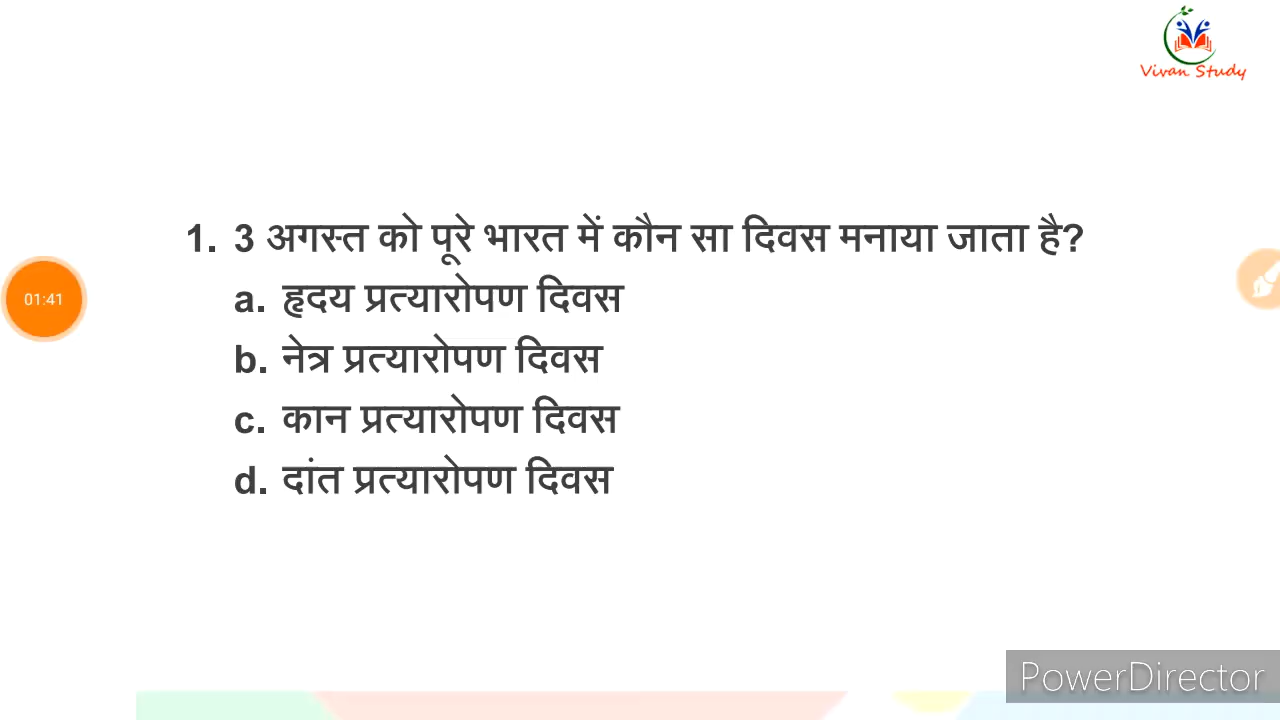 Vivan Study
1. 3 अगस्त को पूरे भारत में कौन सा दिवस मनाया जाता है?
a. हृदय प्रत्यारोपण दिवस
01:41
b. नेत्र प्रत्यारोपण दिवस
c. कान प्रत्यारोपण दिवस
d. दांत प्रत्यारोपण दिवस
PowerDirector